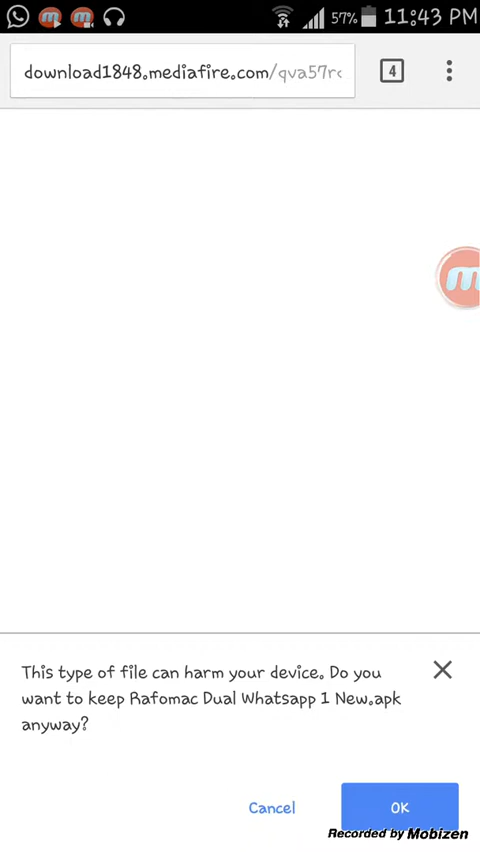 57% 11:43 PM
download1848.mediafire.com/qva57r
4
This type of file can harm your device. Do you
want to keep Rafomac Dual Whatsapp 1 New.apk
anyway?
Cancel OK
Recorded by Mobizen